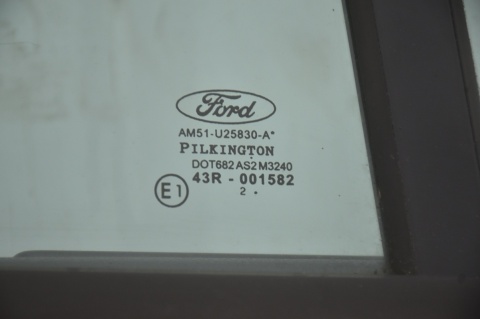 Ford
AM51-U25830-A*
PILKINGTON
DOT682 AS2 M3240
43R - 001582
E1
2 •